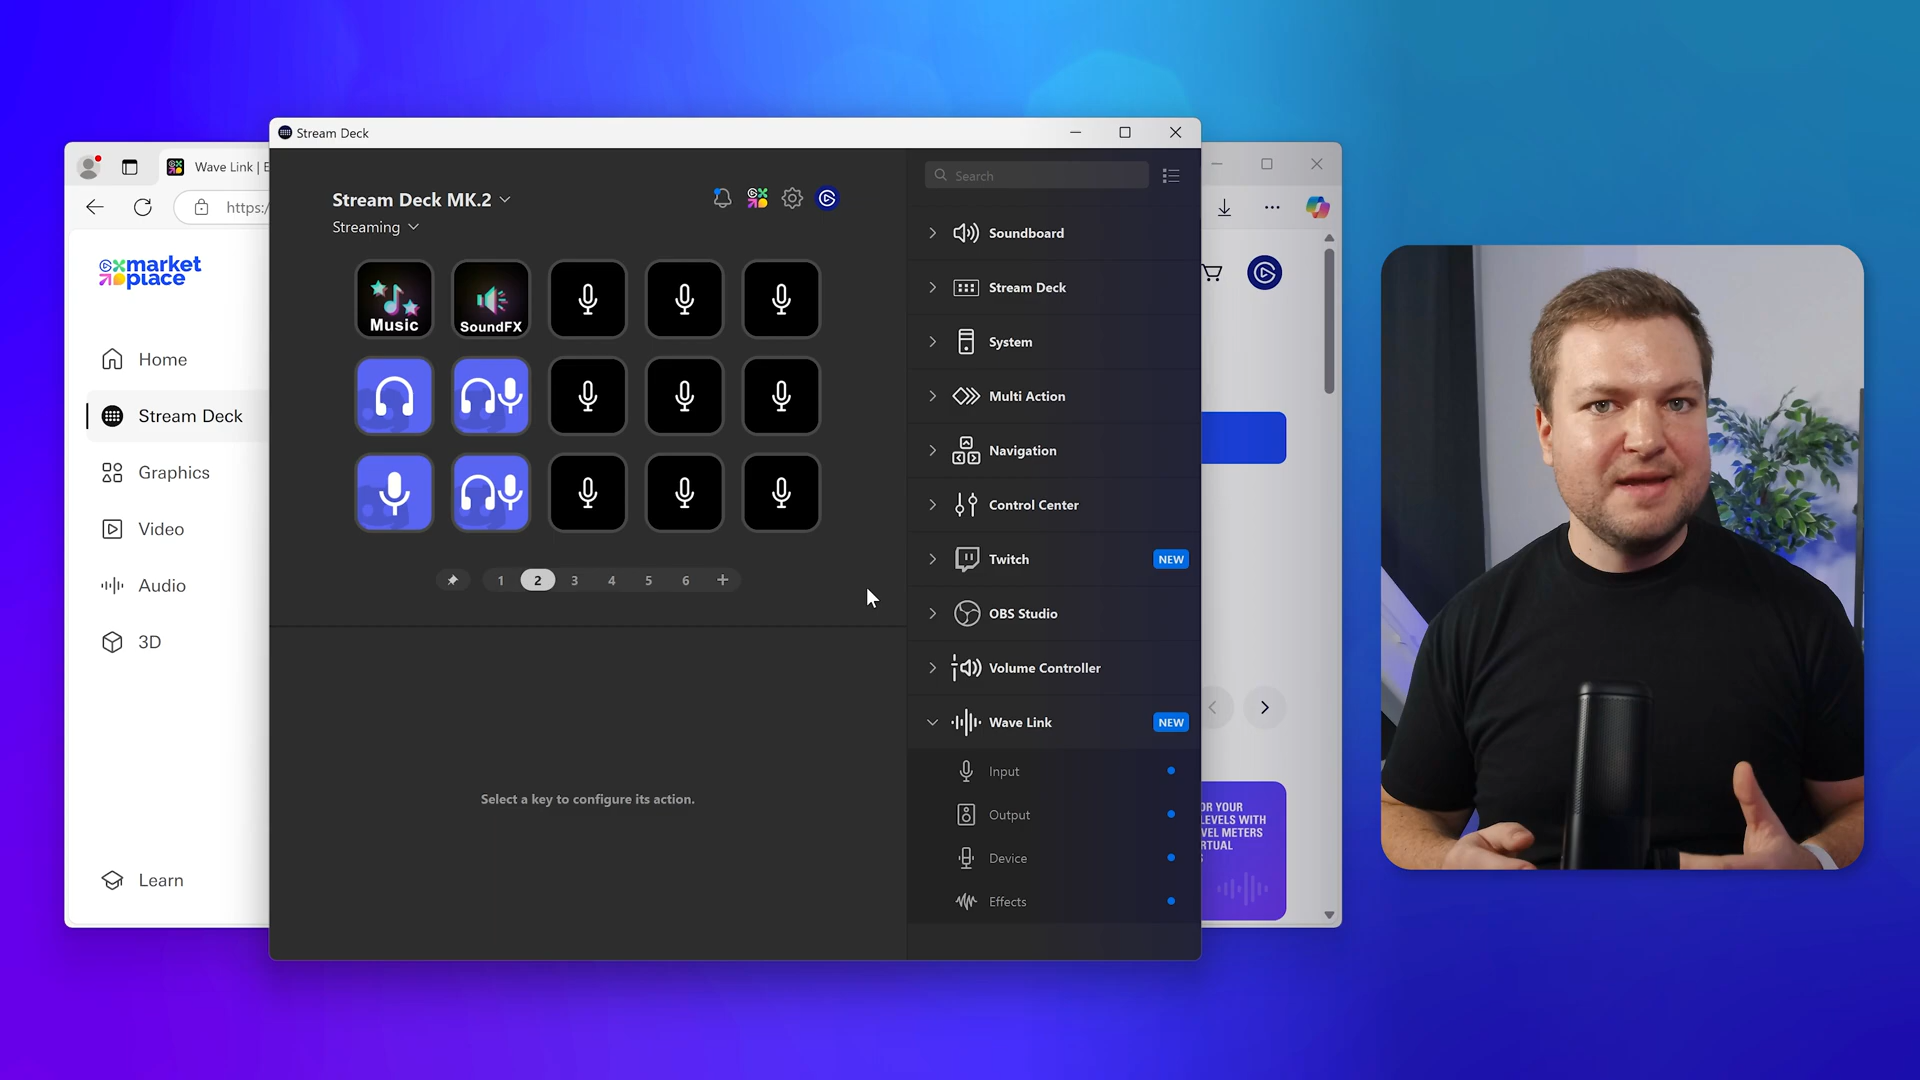 Stream Deck
Wave Link | E
https:/
market
place
Home
Stream Deck
Graphics
Video
Audio
3D
Learn
Stream Deck MK.2
Streaming
Music
SoundFX
1 2 3 4 5 6 +
Select a key to configure its action.
Search
Soundboard
Stream Deck
System
Multi Action
Navigation
Control Center
Twitch NEW
OBS Studio
Volume Controller
Wave Link NEW
Input
Output
Device
Effects
OR YOUR
LEVELS WITH
VEL METERS
RTUAL